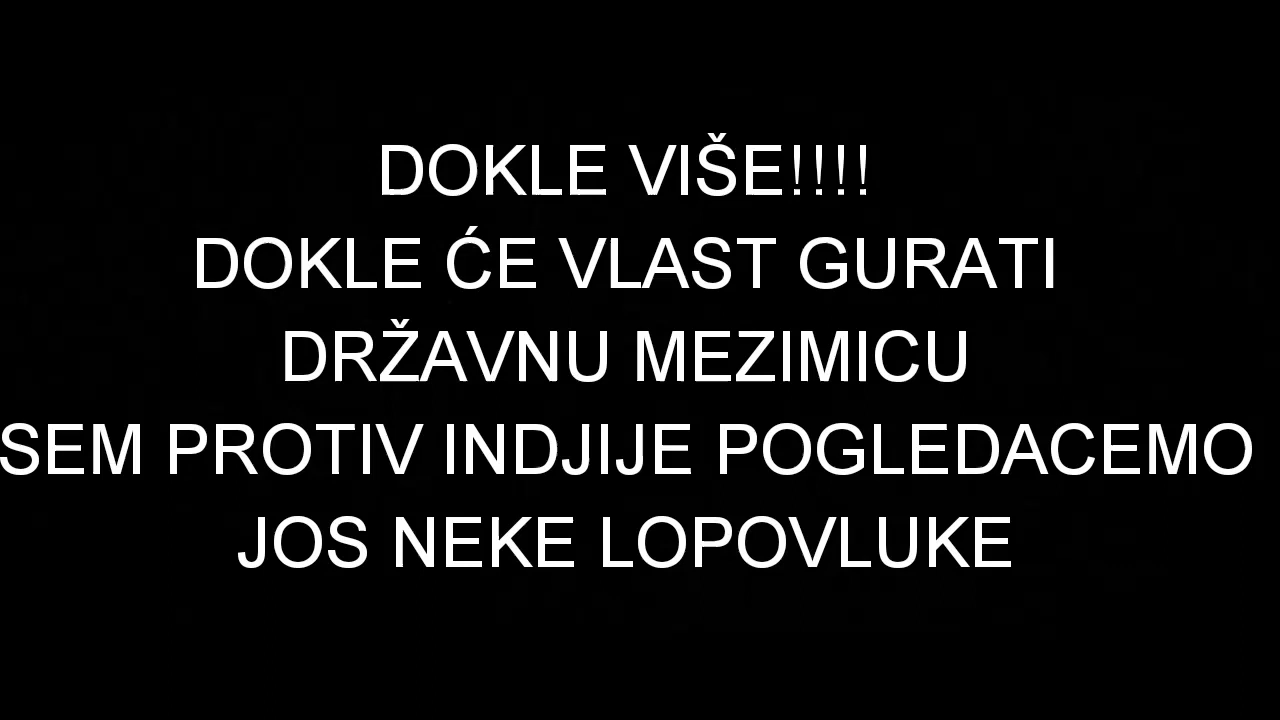 DOKLE VIŠE!!!!
DOKLE ĆE VLAST GURATI
DRŽAVNU MEZIMICU
SEM PROTIV INDJIJE POGLEDACEMO
JOS NEKE LOPOVLUKE